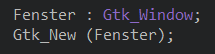 Fenster : Gtk_Window;
Gtk_New (Fenster);